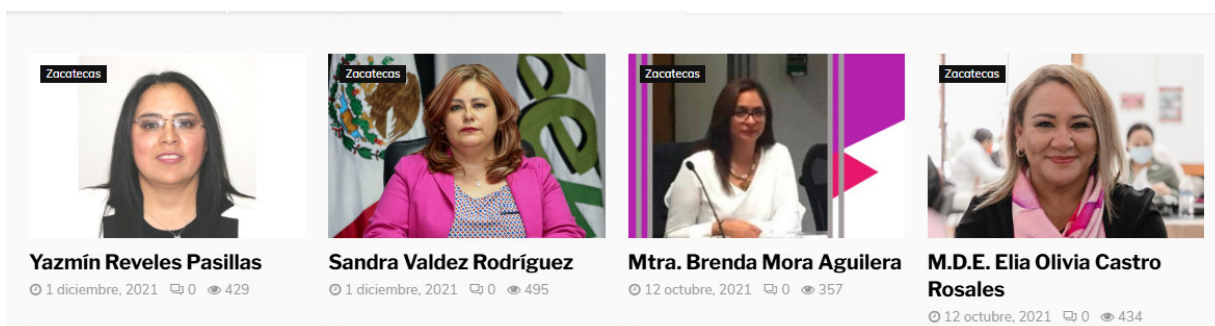 Zacatecas
Yazmín Reveles Pasillas
1 diciembre, 2021 0 429
Zacatecas
Sandra Valdez Rodríguez
1 diciembre, 2021 0 495
Zacatecas
Mtra. Brenda Mora Aguilera
12 octubre, 2021 0 357
Zacatecas
M.D.E. Elia Olivia Castro
Rosales
12 octubre, 2021 0 434